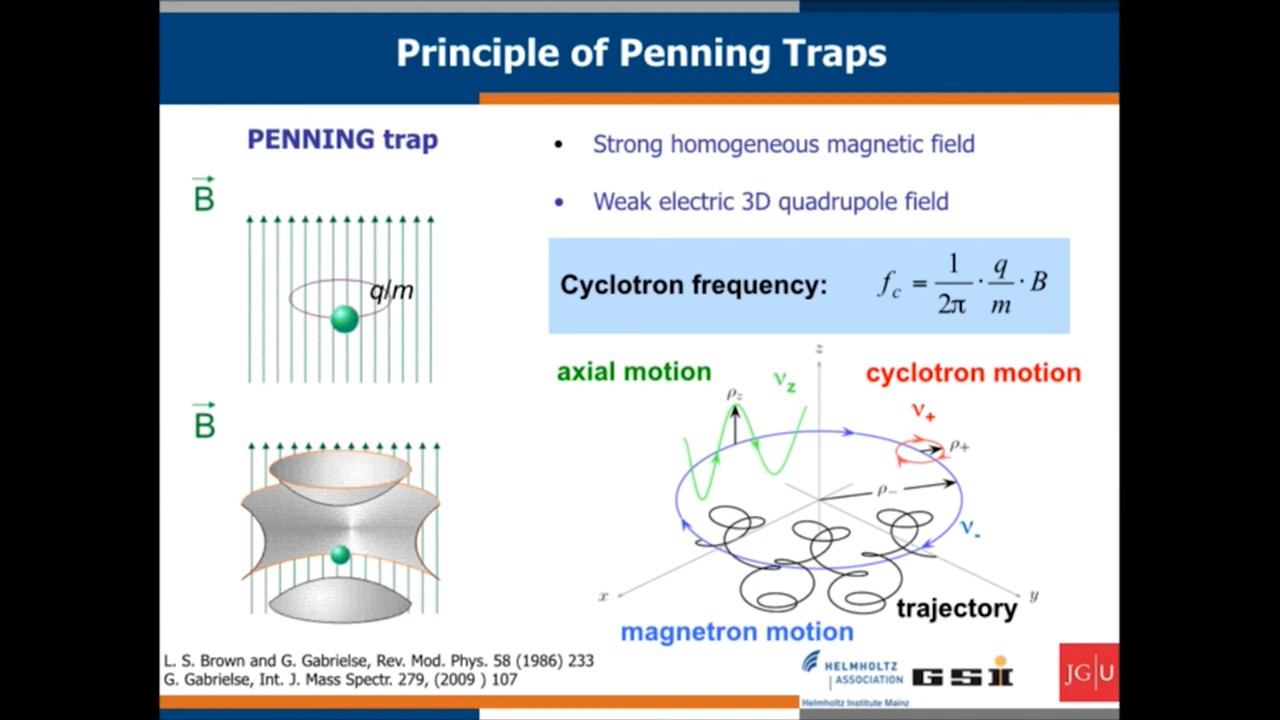 Principle of Penning Traps
PENNING trap
B
q/m
B
• Strong homogeneous magnetic field
• Weak electric 3D quadrupole field
Cyclotron frequency: f_c = 1/2π · q/m · B
axial motion
ν_z
ρ_z
z
cyclotron motion
ν_+
ρ_+
ρ_−
ν_-
x
y
trajectory
magnetron motion
L. S. Brown and G. Gabrielse, Rev. Mod. Phys. 58 (1986) 233
G. Gabrielse, Int. J. Mass Spectr. 279, (2009 ) 107
HELMHOLTZ
ASSOCIATION
Helmholtz Institute Mainz
GSI
JG|U